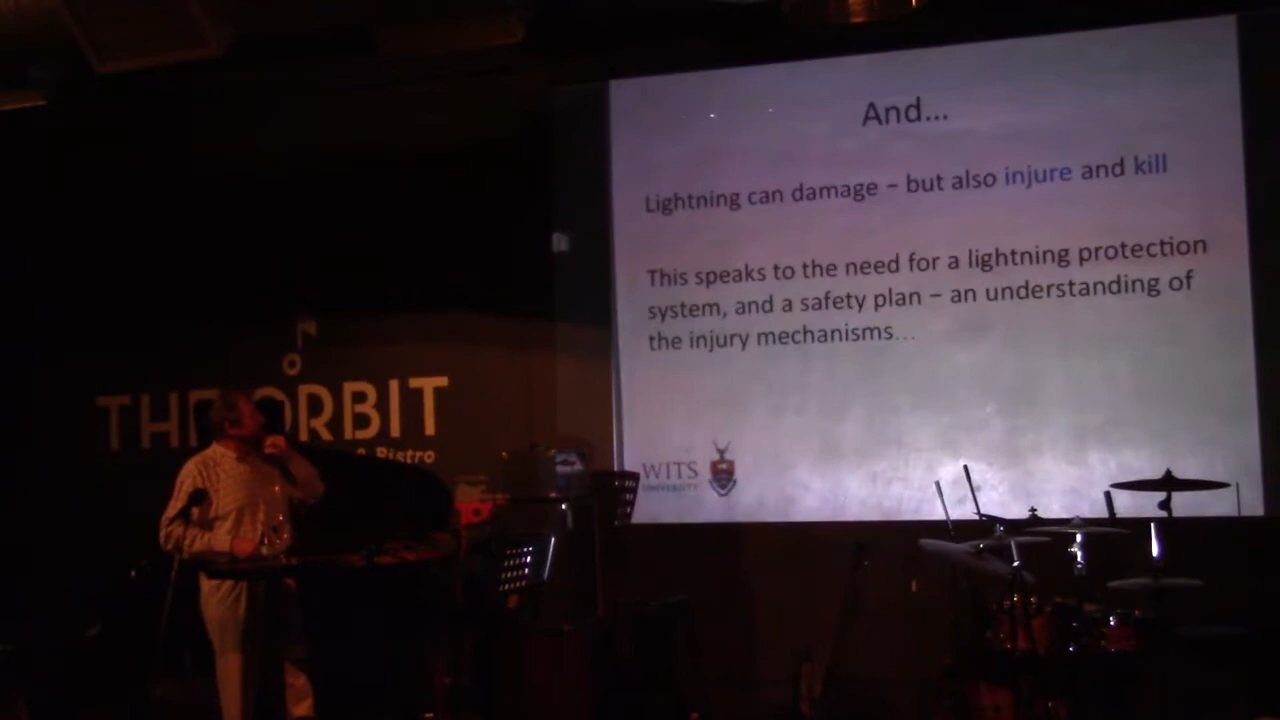 And...
Lightning can damage – but also injure and kill
This speaks to the need for a lightning protection
system, and a safety plan – an understanding of
the injury mechanisms...
WITS
UNIVERSITY
THE ORBIT
& Bistro